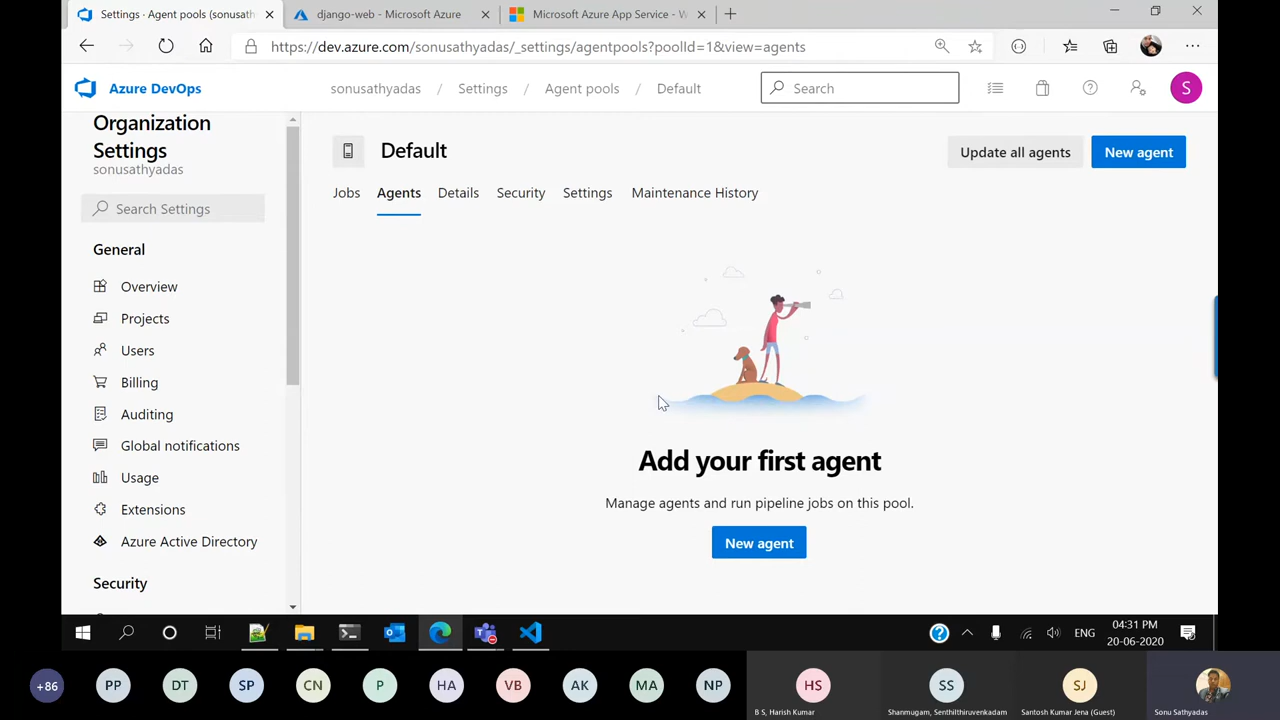 Settings · Agent pools (sonusath
django-web - Microsoft Azure
Microsoft Azure App Service - W
https://dev.azure.com/sonusathyadas/_settings/agentpools?poolId=1&view=agents
Azure DevOps
sonusathyadas / Settings / Agent pools / Default
Search
S
Organization
Settings
sonusathyadas
Search Settings
General
Overview
Projects
Users
Billing
Auditing
Global notifications
Usage
Extensions
Azure Active Directory
Security
Default
Update all agents
New agent
Jobs Agents Details Security Settings Maintenance History
Add your first agent
Manage agents and run pipeline jobs on this pool.
New agent
ENG
04:31 PM
20-06-2020
+86 PP DT SP CN P HA VB AK MA NP HS SS SJ
B S, Harish Kumar
Shanmugam, Senthilthiruvenkadam
Santosh Kumar Jena (Guest)
Sonu Sathyadas